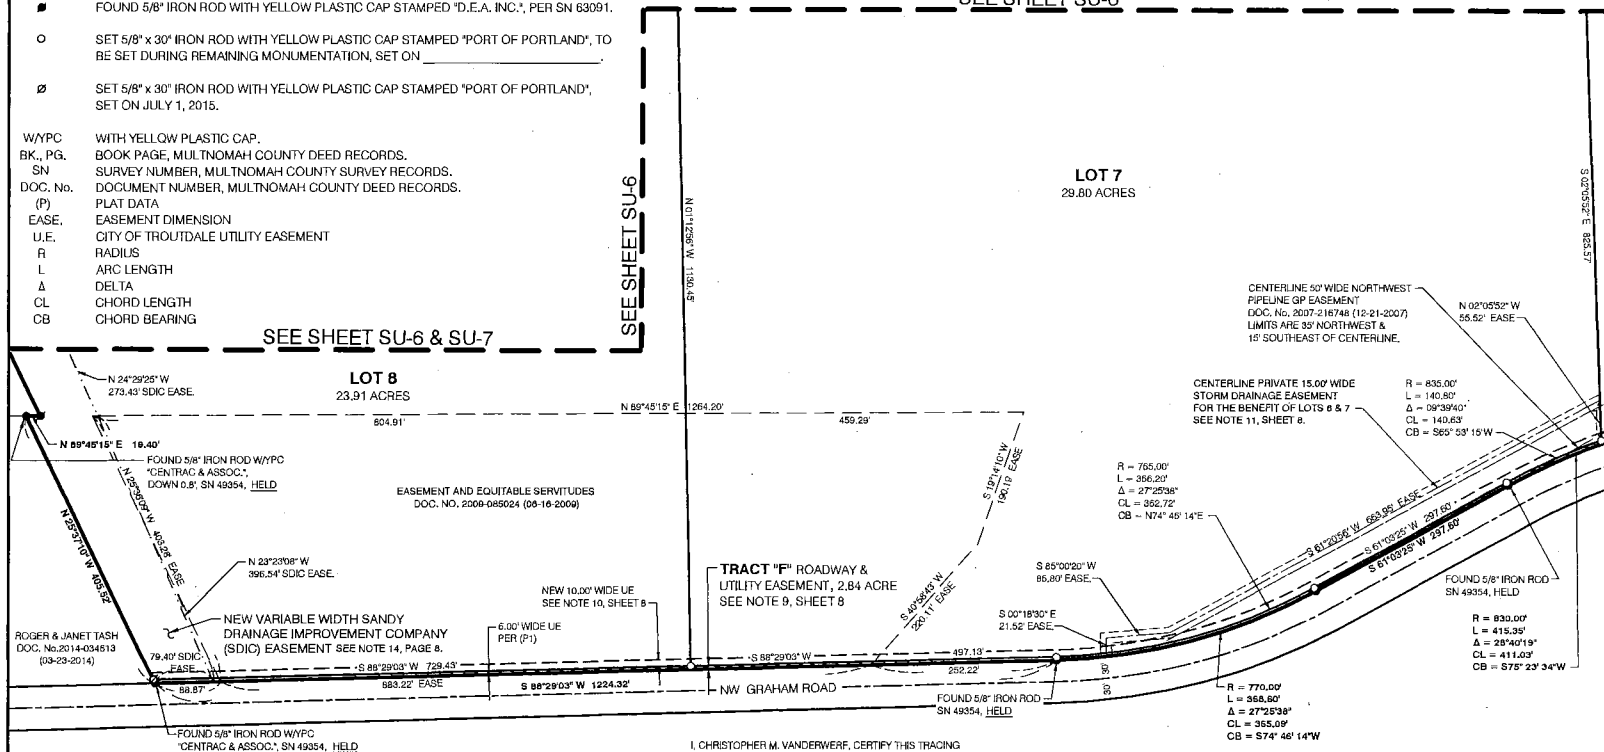 FOUND 5/8" IRON ROD WITH YELLOW PLASTIC CAP STAMPED "D.E.A. INC.", PER SN 63091.
SET 5/8" x 30" IRON ROD WITH YELLOW PLASTIC CAP STAMPED "PORT OF PORTLAND", TO
BE SET DURING REMAINING MONUMENTATION, SET ON
SET 5/8" x 30" IRON ROD WITH YELLOW PLASTIC CAP STAMPED "PORT OF PORTLAND",
SET ON JULY 1, 2015.
W/YPC WITH YELLOW PLASTIC CAP.
BK., PG. BOOK PAGE, MULTNOMAH COUNTY DEED RECORDS.
SN SURVEY NUMBER, MULTNOMAH COUNTY SURVEY RECORDS.
DOC. No. DOCUMENT NUMBER, MULTNOMAH COUNTY DEED RECORDS.
(P) PLAT DATA
EASE. EASEMENT DIMENSION
U.E. CITY OF TROUTDALE UTILITY EASEMENT
R RADIUS
L ARC LENGTH
Δ DELTA
CL CHORD LENGTH
CB CHORD BEARING
SEE SHEET SU-6 & SU-7
SEE SHEET SU-6
SEE SHEET SU-6
N 01°12'56" W 1130.45'
LOT 7
29.80 ACRES
S 02°05'52" E 825.57'
CENTERLINE 50' WIDE NORTHWEST
PIPELINE GP EASEMENT
DOC. No. 2007-216748 (12-21-2007)
LIMITS ARE 35' NORTHWEST &
15' SOUTHEAST OF CENTERLINE.
N 02°05'52" W
55.52' EASE
CENTERLINE PRIVATE 15.00' WIDE
STORM DRAINAGE EASEMENT
FOR THE BENEFIT OF LOTS 6 & 7
SEE NOTE 11, SHEET 8.
R = 835.00'
L = 140.80'
Δ = 09°39'40"
CL = 140.63'
CB = S65° 53' 15"W
N 24°29'25" W
273.43' SDIC EASE.
LOT 8
23.91 ACRES
604.91'
N 89°45'15" E 1264.20'
459.29'
N 89°45'15" E 19.40'
FOUND 5/8" IRON ROD W/YPC
"CENTRAC & ASSOC.",
DOWN 0.8', SN 49354, HELD
N 25°37'10" W 405.52'
N 25°36'09" W 403.28' EASE
EASEMENT AND EQUITABLE SERVITUDES
DOC. NO. 2009-085024 (06-16-2009)
S 19°14'10" W
190.19 EASE
R = 765.00'
L = 366.20'
Δ = 27°25'38"
CL = 362.72'
CB = N74° 46' 14"E
S 61°20'56" W 663.95' EASE
S 61°03'25" W 297.60'
S 61°03'25" W 297.60'
N 23°23'08" W
396.54' SDIC EASE.
NEW 10.00' WIDE UE
SEE NOTE 10, SHEET 8
TRACT "F" ROADWAY &
UTILITY EASEMENT, 2.84 ACRE
SEE NOTE 9, SHEET 8
S 40°58'43" W
220.11' EASE
S 85°00'20" W
86.80' EASE.
S 00°18'30" E
21.52' EASE.
FOUND 5/8" IRON ROD
SN 49354, HELD
ROGER & JANET TASH
DOC. No.2014-034513
(03-23-2014)
NEW VARIABLE WIDTH SANDY
DRAINAGE IMPROVEMENT COMPANY
(SDIC) EASEMENT SEE NOTE 14, PAGE 8.
6.00' WIDE UE
PER (P1)
79.40' SDIC
EASE
88.87'
S 88°29'03" W 729.43'
883.22' EASE
S 88°29'03" W 1224.32'
S 88°29'03" W 497.13'
252.22'
30' 30'
NW GRAHAM ROAD
FOUND 5/8" IRON ROD
SN 49354, HELD
R = 830.00'
L = 415.35'
Δ = 28°40'19"
CL = 411.03'
CB = S75° 23' 34"W
R = 770.00'
L = 368.60'
Δ = 27°25'38"
CL = 365.09'
CB = S74° 46' 14"W
FOUND 5/8" IRON ROD W/YPC
"CENTRAC & ASSOC.", SN 49354, HELD
I, CHRISTOPHER M. VANDERWERF, CERTIFY THIS TRACING